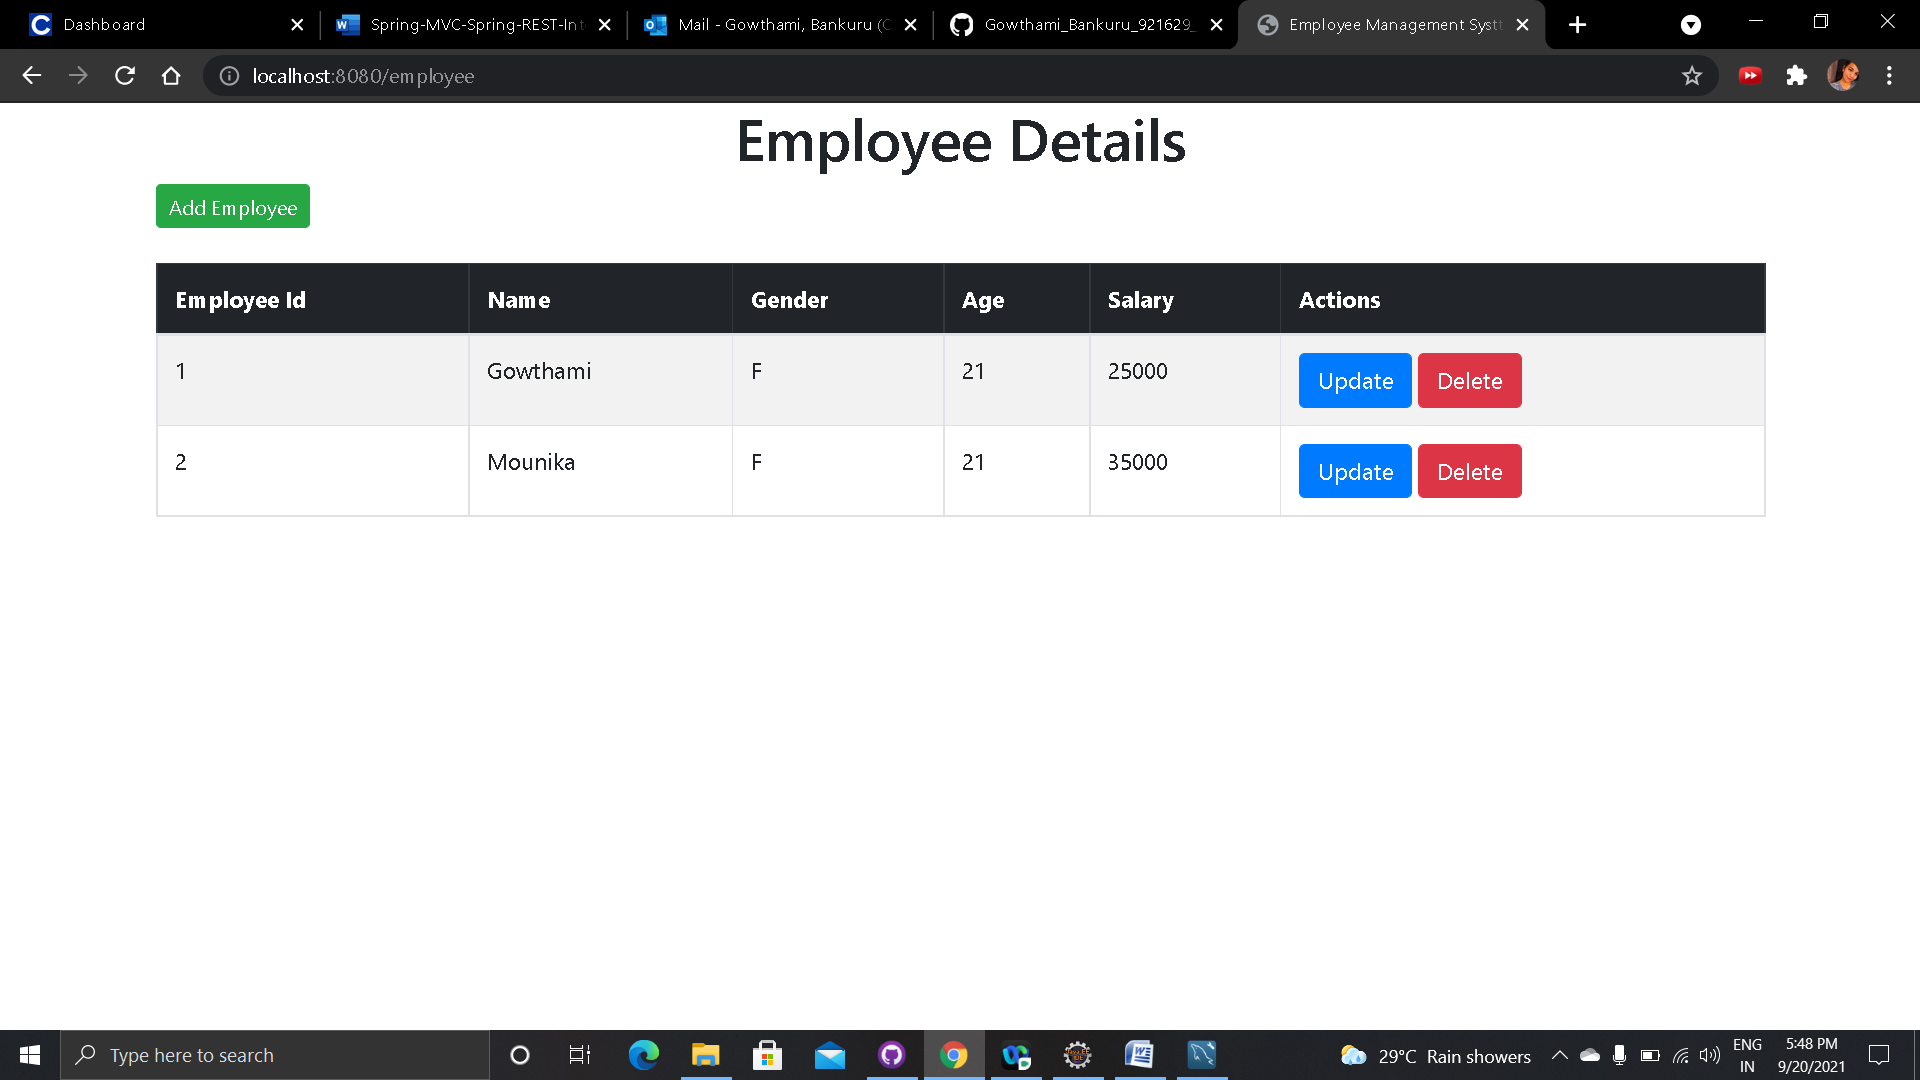 Dashboard
Spring-MVC-Spring-REST-Int
Mail - Gowthami, Bankuru (C
Gowthami_Bankuru_921629_
Employee Management Syst
localhost:8080/employee
Employee Details
Add Employee
Employee Id Name Gender Age Salary Actions
1 Gowthami F 21 25000 Update Delete
2 Mounika F 21 35000 Update Delete
Type here to search
29°C Rain showers
ENG
IN
5:48 PM
9/20/2021